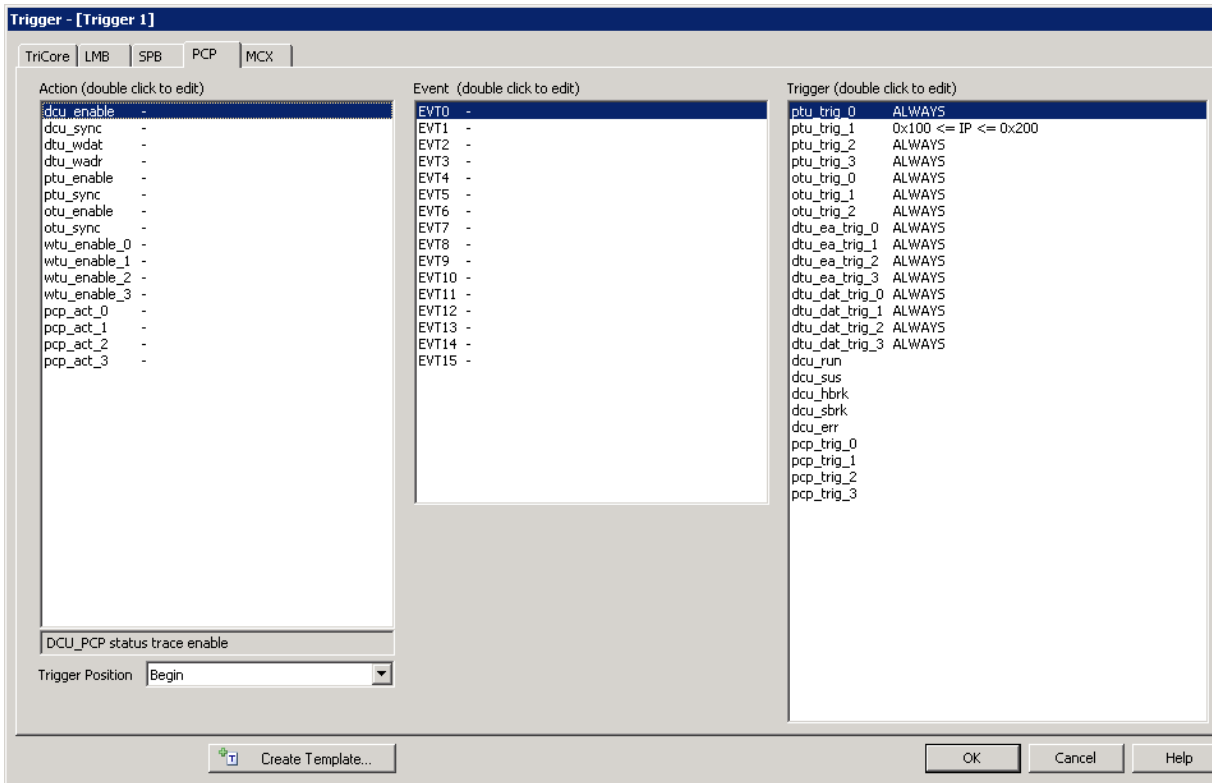 Trigger - [Trigger 1]
TriCore LMB SPB PCP MCX
Action (double click to edit)
dcu_enable -
dcu_sync -
dtu_wdat -
dtu_wadr -
ptu_enable -
ptu_sync -
otu_enable -
otu_sync -
wtu_enable_0 -
wtu_enable_1 -
wtu_enable_2 -
wtu_enable_3 -
pcp_act_0 -
pcp_act_1 -
pcp_act_2 -
pcp_act_3 -
DCU_PCP status trace enable
Trigger Position Begin
Event (double click to edit)
EVT0 -
EVT1 -
EVT2 -
EVT3 -
EVT4 -
EVT5 -
EVT6 -
EVT7 -
EVT8 -
EVT9 -
EVT10 -
EVT11 -
EVT12 -
EVT13 -
EVT14 -
EVT15 -
Trigger (double click to edit)
ptu_trig_0 ALWAYS
ptu_trig_1 0x100 <= IP <= 0x200
ptu_trig_2 ALWAYS
ptu_trig_3 ALWAYS
otu_trig_0 ALWAYS
otu_trig_1 ALWAYS
otu_trig_2 ALWAYS
dtu_ea_trig_0 ALWAYS
dtu_ea_trig_1 ALWAYS
dtu_ea_trig_2 ALWAYS
dtu_ea_trig_3 ALWAYS
dtu_dat_trig_0 ALWAYS
dtu_dat_trig_1 ALWAYS
dtu_dat_trig_2 ALWAYS
dtu_dat_trig_3 ALWAYS
dcu_run
dcu_sus
dcu_hbrk
dcu_sbrk
dcu_err
pcp_trig_0
pcp_trig_1
pcp_trig_2
pcp_trig_3
Create Template... OK Cancel Help